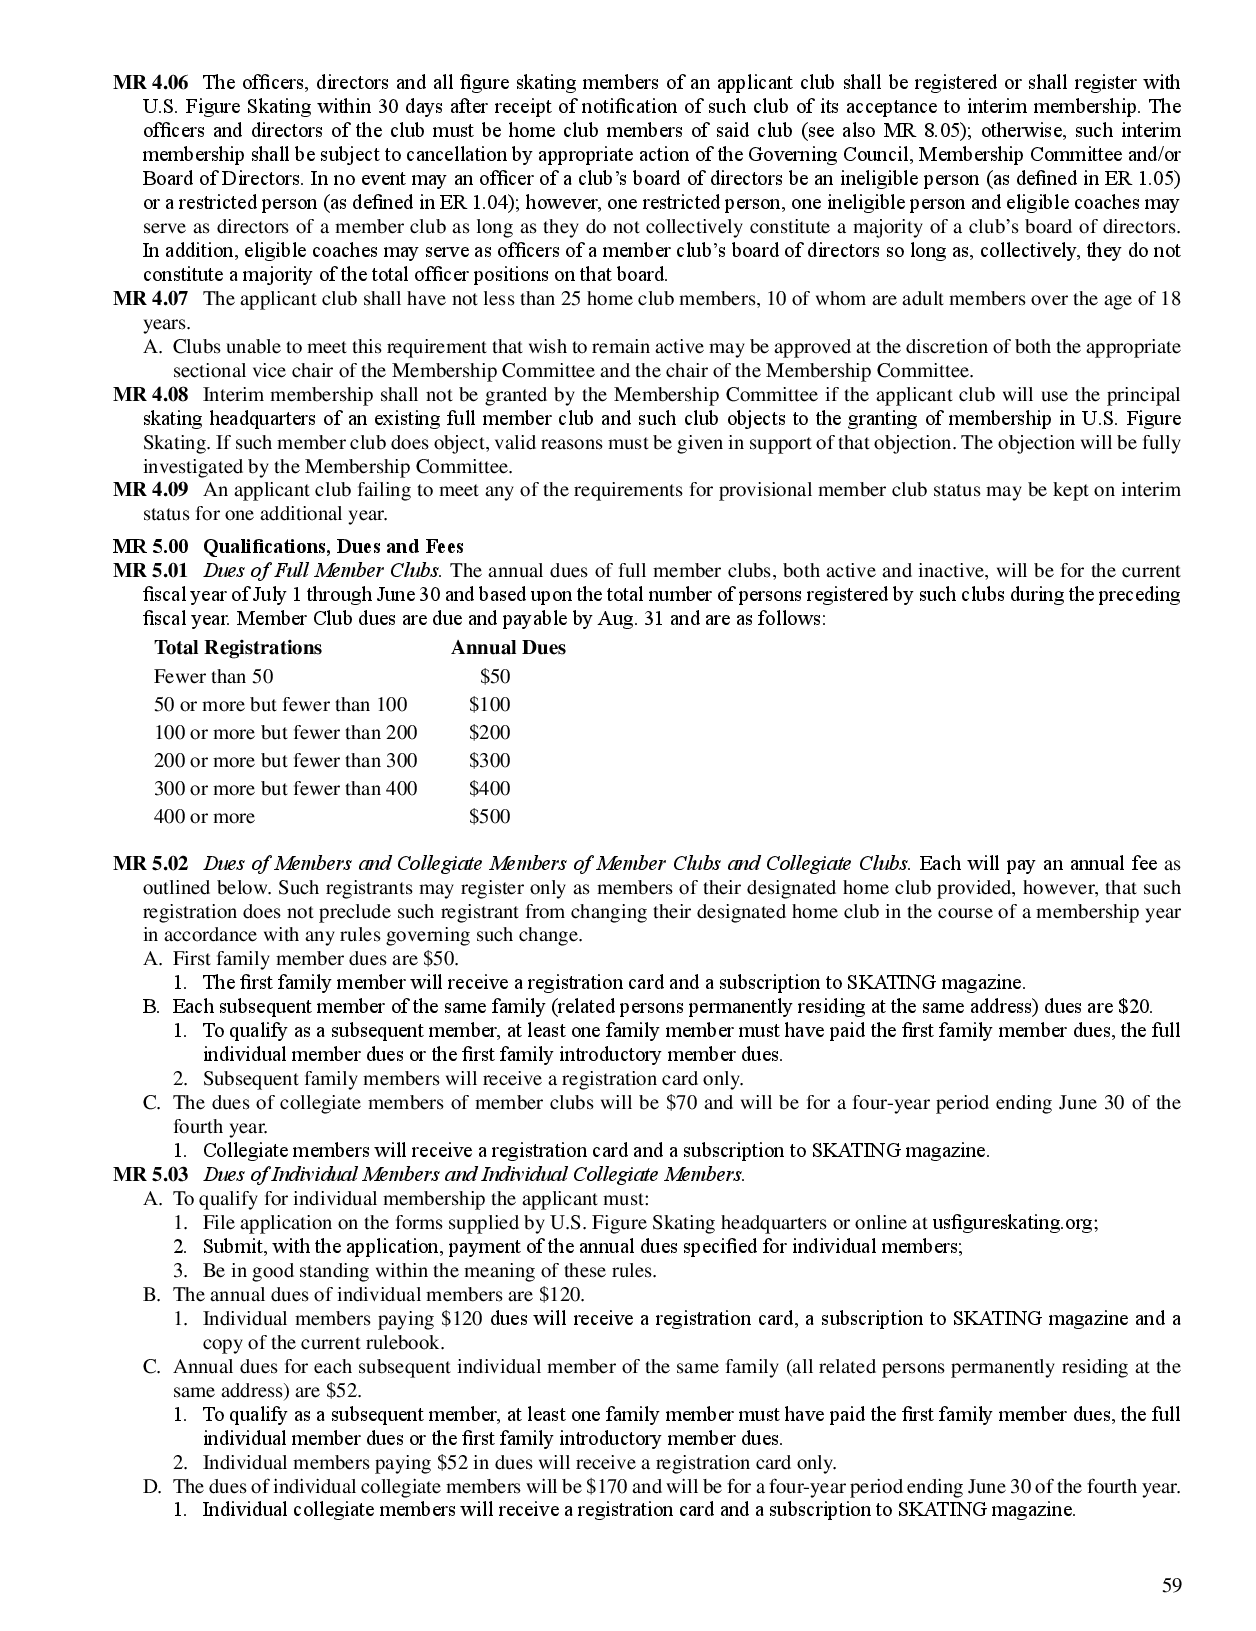 MR 4.06 The officers, directors and all figure skating members of an applicant club shall be registered or shall register with
U.S. Figure Skating within 30 days after receipt of notification of such club of its acceptance to interim membership. The
officers and directors of the club must be home club members of said club (see also MR 8.05); otherwise, such interim
membership shall be subject to cancellation by appropriate action of the Governing Council, Membership Committee and/or
Board of Directors. In no event may an officer of a club's board of directors be an ineligible person (as defined in ER 1.05)
or a restricted person (as defined in ER 1.04); however, one restricted person, one ineligible person and eligible coaches may
serve as directors of a member club as long as they do not collectively constitute a majority of a club's board of directors.
In addition, eligible coaches may serve as officers of a member club's board of directors so long as, collectively, they do not
constitute a majority of the total officer positions on that board.
MR 4.07 The applicant club shall have not less than 25 home club members, 10 of whom are adult members over the age of 18
years.
A. Clubs unable to meet this requirement that wish to remain active may be approved at the discretion of both the appropriate
sectional vice chair of the Membership Committee and the chair of the Membership Committee.
MR 4.08 Interim membership shall not be granted by the Membership Committee if the applicant club will use the principal
skating headquarters of an existing full member club and such club objects to the granting of membership in U.S. Figure
Skating. If such member club does object, valid reasons must be given in support of that objection. The objection will be fully
investigated by the Membership Committee.
MR 4.09 An applicant club failing to meet any of the requirements for provisional member club status may be kept on interim
status for one additional year.
MR 5.00 Qualifications, Dues and Fees
MR 5.01 Dues of Full Member Clubs. The annual dues of full member clubs, both active and inactive, will be for the current
fiscal year of July 1 through June 30 and based upon the total number of persons registered by such clubs during the preceding
fiscal year. Member Club dues are due and payable by Aug. 31 and are as follows:
Total Registrations Annual Dues
Fewer than 50 $50
50 or more but fewer than 100 $100
100 or more but fewer than 200 $200
200 or more but fewer than 300 $300
300 or more but fewer than 400 $400
400 or more $500
MR 5.02 Dues of Members and Collegiate Members of Member Clubs and Collegiate Clubs. Each will pay an annual fee as
outlined below. Such registrants may register only as members of their designated home club provided, however, that such
registration does not preclude such registrant from changing their designated home club in the course of a membership year
in accordance with any rules governing such change.
A. First family member dues are $50.
1. The first family member will receive a registration card and a subscription to SKATING magazine.
B. Each subsequent member of the same family (related persons permanently residing at the same address) dues are $20.
1. To qualify as a subsequent member, at least one family member must have paid the first family member dues, the full
individual member dues or the first family introductory member dues.
2. Subsequent family members will receive a registration card only.
C. The dues of collegiate members of member clubs will be $70 and will be for a four-year period ending June 30 of the
fourth year.
1. Collegiate members will receive a registration card and a subscription to SKATING magazine.
MR 5.03 Dues of Individual Members and Individual Collegiate Members.
A. To qualify for individual membership the applicant must:
1. File application on the forms supplied by U.S. Figure Skating headquarters or online at usfigureskating.org;
2. Submit, with the application, payment of the annual dues specified for individual members;
3. Be in good standing within the meaning of these rules.
B. The annual dues of individual members are $120.
1. Individual members paying $120 dues will receive a registration card, a subscription to SKATING magazine and a
copy of the current rulebook.
C. Annual dues for each subsequent individual member of the same family (all related persons permanently residing at the
same address) are $52.
1. To qualify as a subsequent member, at least one family member must have paid the first family member dues, the full
individual member dues or the first family introductory member dues.
2. Individual members paying $52 in dues will receive a registration card only.
D. The dues of individual collegiate members will be $170 and will be for a four-year period ending June 30 of the fourth year.
1. Individual collegiate members will receive a registration card and a subscription to SKATING magazine.
59